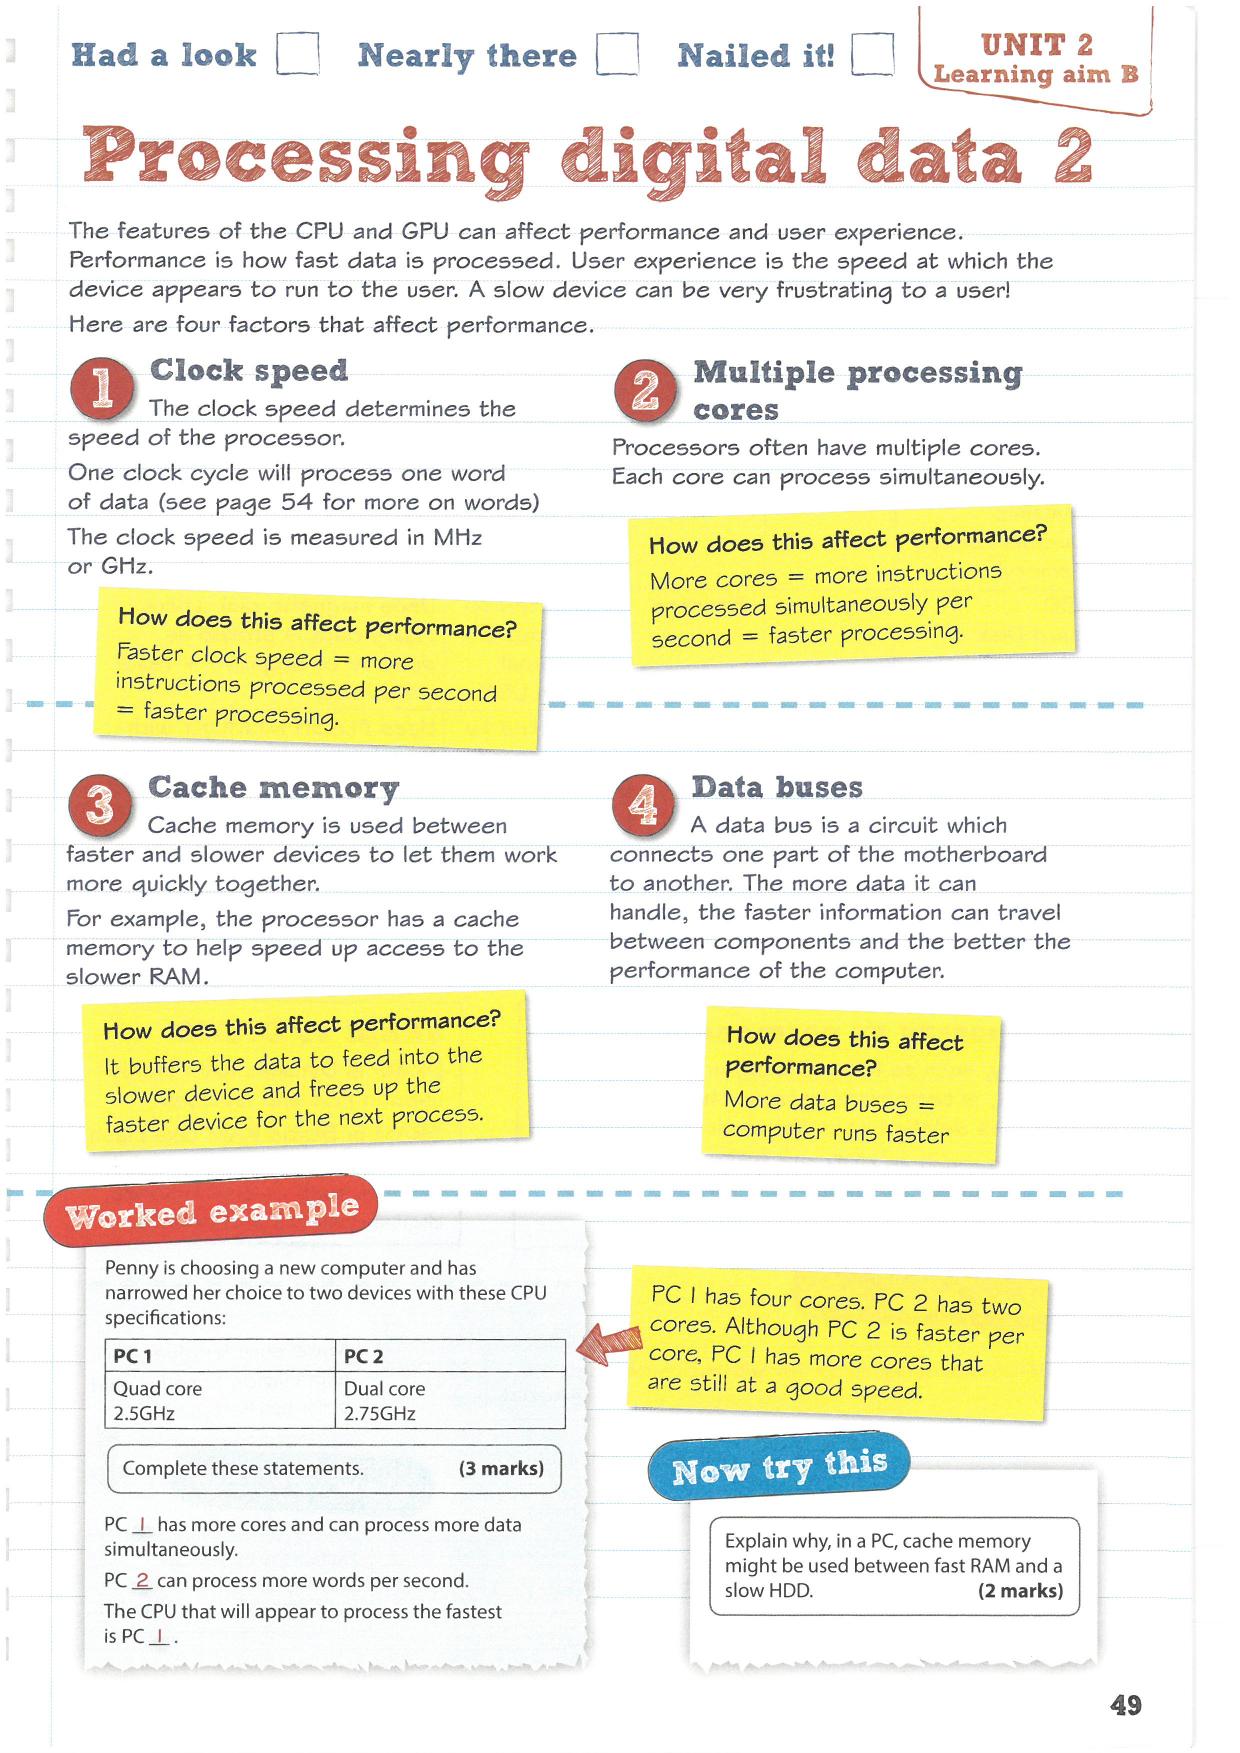 Had a look
Nearly there
Nailed it!
UNIT 2
Learning aim B
Processing digital data 2
The features of the CPU and GPU can affect performance and user experience.
Performance is how fast data is processed. User experience is the speed at which the
device appears to run to the user. A slow device can be very frustrating to a user!
Here are four factors that affect performance.
1 Clock speed
The clock speed determines the
speed of the processor.
One clock cycle will process one word
of data (see page 54 for more on words)
The clock speed is measured in MHz
or GHz.
How does this affect performance?
Faster clock speed = more
instructions processed per second
= faster processing.
2 Multiple processing
cores
Processors often have multiple cores.
Each core can process simultaneously.
How does this affect performance?
More cores = more instructions
processed simultaneously per
second = faster processing.
3 Cache memory
Cache memory is used between
faster and slower devices to let them work
more quickly together.
For example, the processor has a cache
memory to help speed up access to the
slower RAM.
How does this affect performance?
It buffers the data to feed into the
slower device and frees up the
faster device for the next process.
4 Data buses
A data bus is a circuit which
connects one part of the motherboard
to another. The more data it can
handle, the faster information can travel
between components and the better the
performance of the computer.
How does this affect
performance?
More data buses =
computer runs faster
Worked example
Penny is choosing a new computer and has
narrowed her choice to two devices with these CPU
specifications:
PC 1 PC 2
Quad core Dual core
2.5GHz 2.75GHz
Complete these statements. (3 marks)
PC 1 has more cores and can process more data
simultaneously.
PC 2 can process more words per second.
The CPU that will appear to process the fastest
is PC 1 .
PC 1 has four cores. PC 2 has two
cores. Although PC 2 is faster per
core, PC 1 has more cores that
are still at a good speed.
Now try this
Explain why, in a PC, cache memory
might be used between fast RAM and a
slow HDD. (2 marks)
49